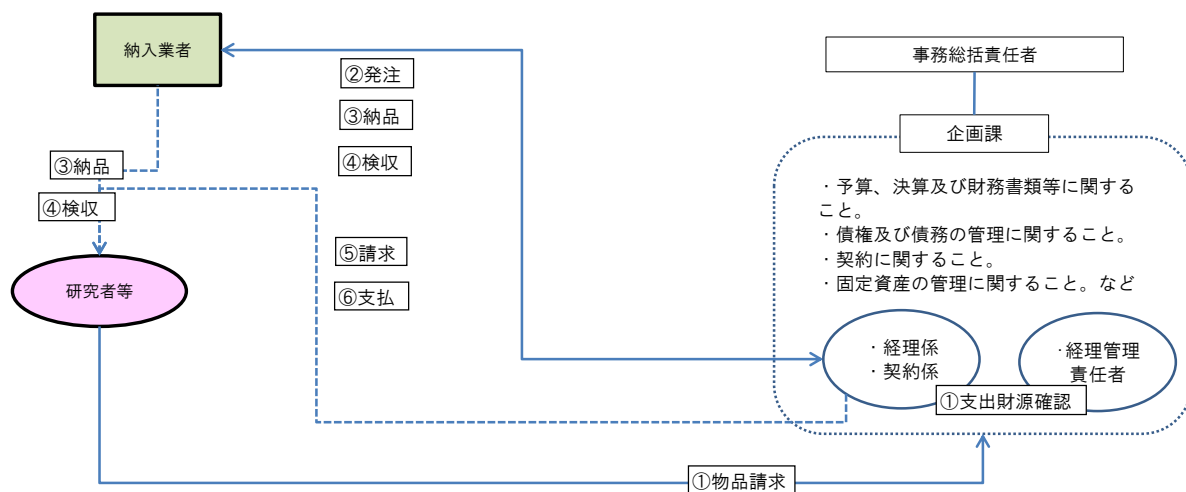 納入業者
②発注
③納品
④検収
③納品
④検収
⑤請求
⑥支払
研究者等
事務総括責任者
企画課
・予算、決算及び財務書類等に関する
こと。
・債権及び債務の管理に関すること。
・契約に関すること。
・固定資産の管理に関すること。など
・経理係
・契約係
・経理管理
責任者
①支出財源確認
①物品請求